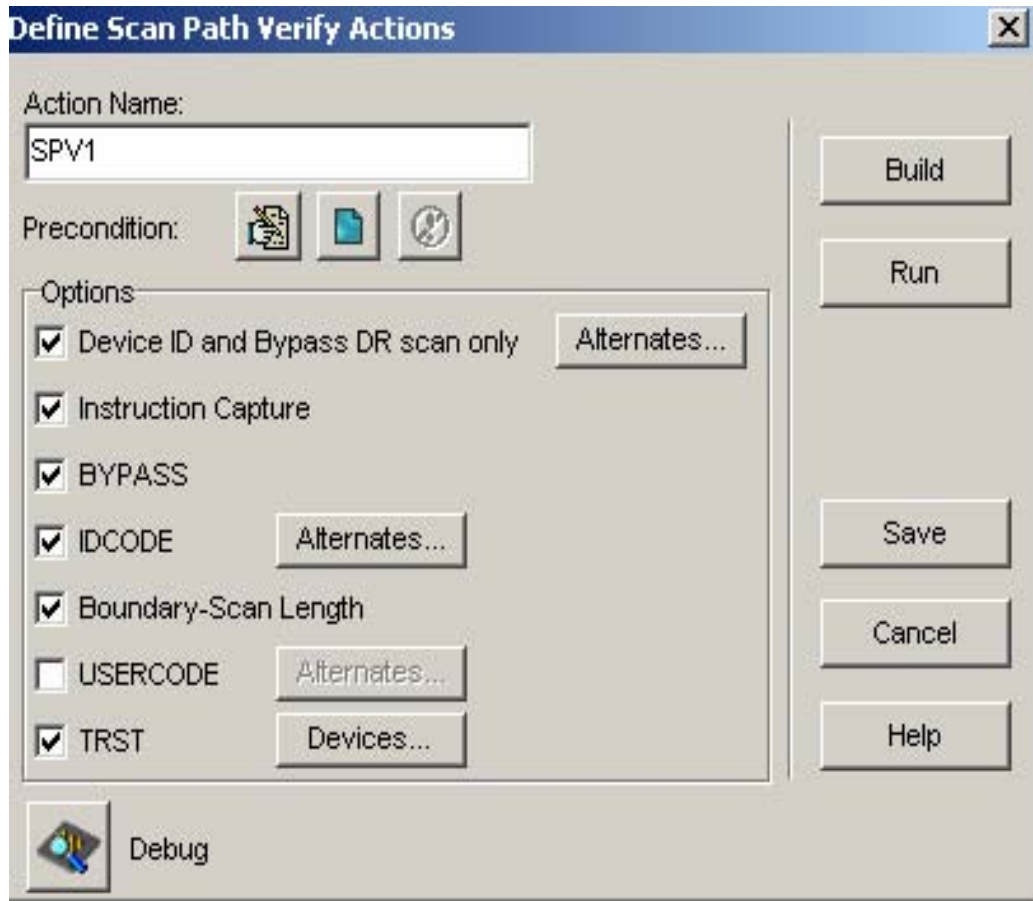 Define Scan Path Verify Actions
Action Name:
SPV1
Build
Precondition:
Run
Options
Device ID and Bypass DR scan only
Alternates...
Instruction Capture
BYPASS
IDCODE
Alternates...
Save
Boundary-Scan Length
Cancel
USERCODE
Alternates...
TRST
Devices...
Help
Debug